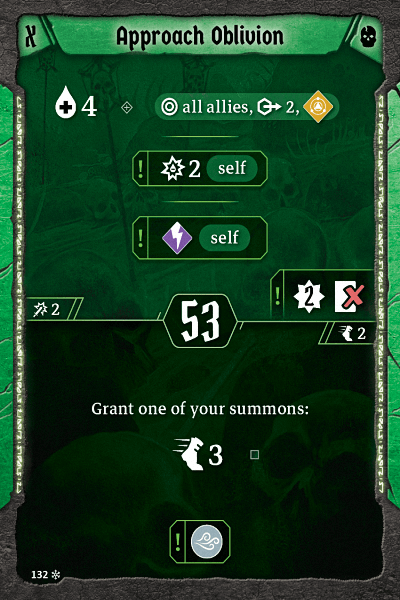 X Approach Oblivion
4 all allies, 2,
! 2 self
! self
! 2
2 53 2
Grant one of your summons:
3
!
132